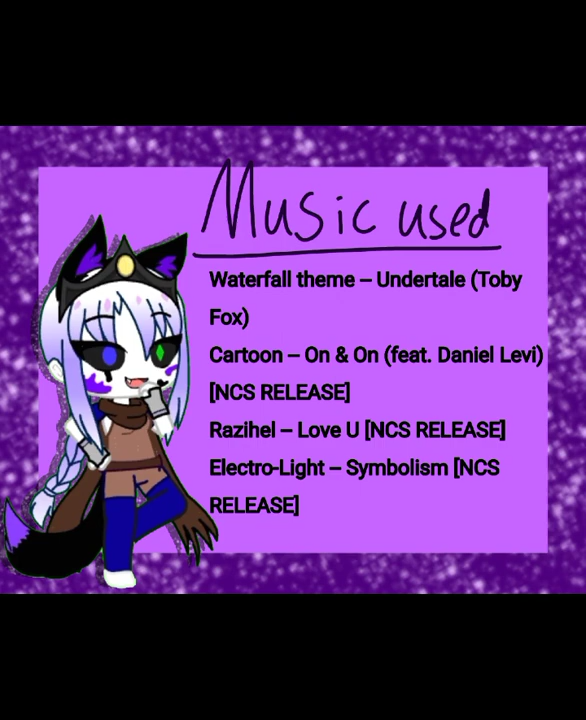 Music used
Waterfall theme – Undertale (Toby
Fox)
Cartoon – On & On (feat. Daniel Levi)
[NCS RELEASE]
Razihel – Love U [NCS RELEASE]
Electro-Light – Symbolism [NCS
RELEASE]